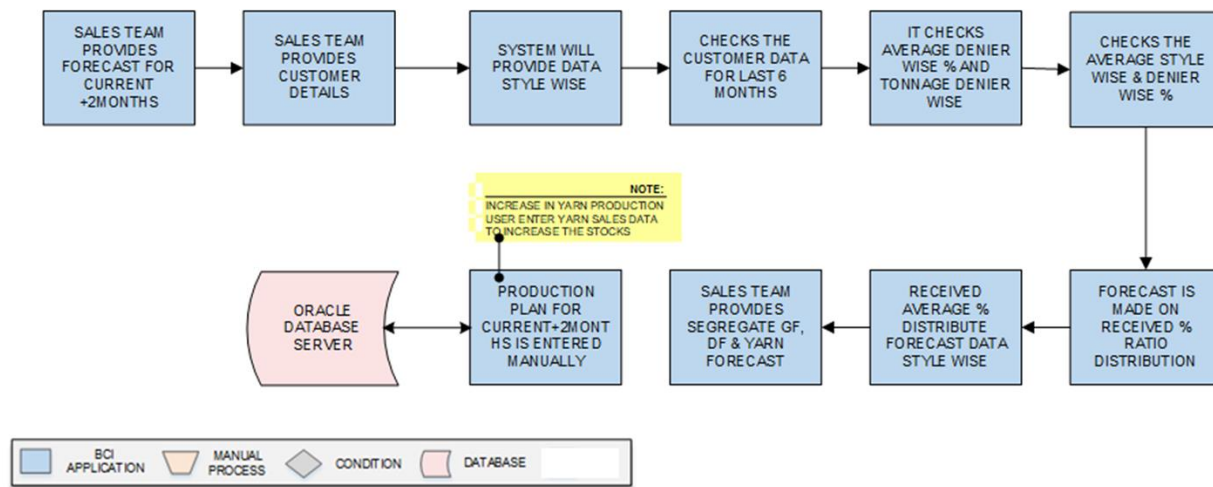 SALES TEAM
PROVIDES
FORECAST FOR
CURRENT
+2MONTHS
SALES TEAM
PROVIDES
CUSTOMER
DETAILS
SYSTEM WILL
PROVIDE DATA
STYLE WISE
CHECKS THE
CUSTOMER DATA
FOR LAST 6
MONTHS
IT CHECKS
AVERAGE DENIER
WISE % AND
TONNAGE DENIER
WISE
CHECKS THE
AVERAGE STYLE
WISE & DENIER
WISE %
NOTE:
INCREASE IN YARN PRODUCTION
USER ENTER YARN SALES DATA
TO INCREASE THE STOCKS
ORACLE
DATABASE
SERVER
PRODUCTION
PLAN FOR
CURRENT+2MONT
HS IS ENTERED
MANUALLY
SALES TEAM
PROVIDES
SEGREGATE GF,
DF & YARN
FORECAST
RECEIVED
AVERAGE %
DISTRIBUTE
FORECAST DATA
STYLE WISE
FORECAST IS
MADE ON
RECEIVED %
RATIO
DISTRIBUTION
BCI
APPLICATION
MANUAL
PROCESS
CONDITION
DATABASE